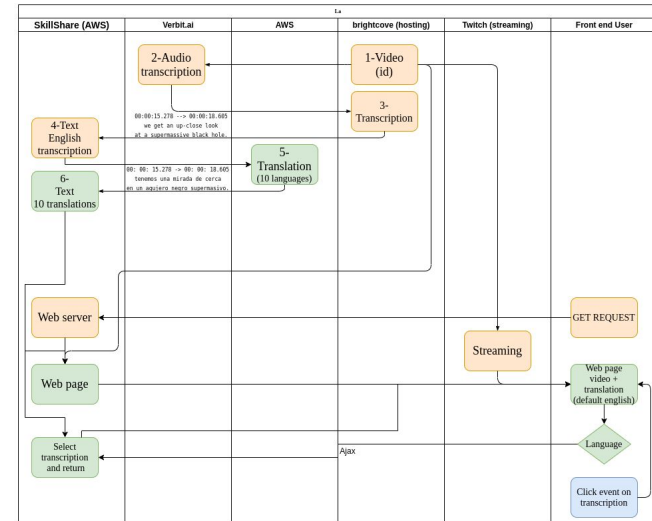 La
SkillShare (AWS)
Verbit.ai
AWS
brightcove (hosting)
Twitch (streaming)
Front end User
2-Audio
transcription
1-Video
(id)
3-
Transcription
00:00:15.278 --> 00:00:18.605
we get an up-close look
at a supermassive black hole.
4-Text
English
transcription
5-
Translation
(10 languages)
00: 00: 15.278 -> 00: 00: 18.605
tenemos una mirada de cerca
en un agujero negro supermasivo.
6-
Text
10 translations
Web server
GET REQUEST
Streaming
Web page
Web page
video +
translation
(default english)
Select
transcription
and return
Ajax
Language
Click event on
transcription